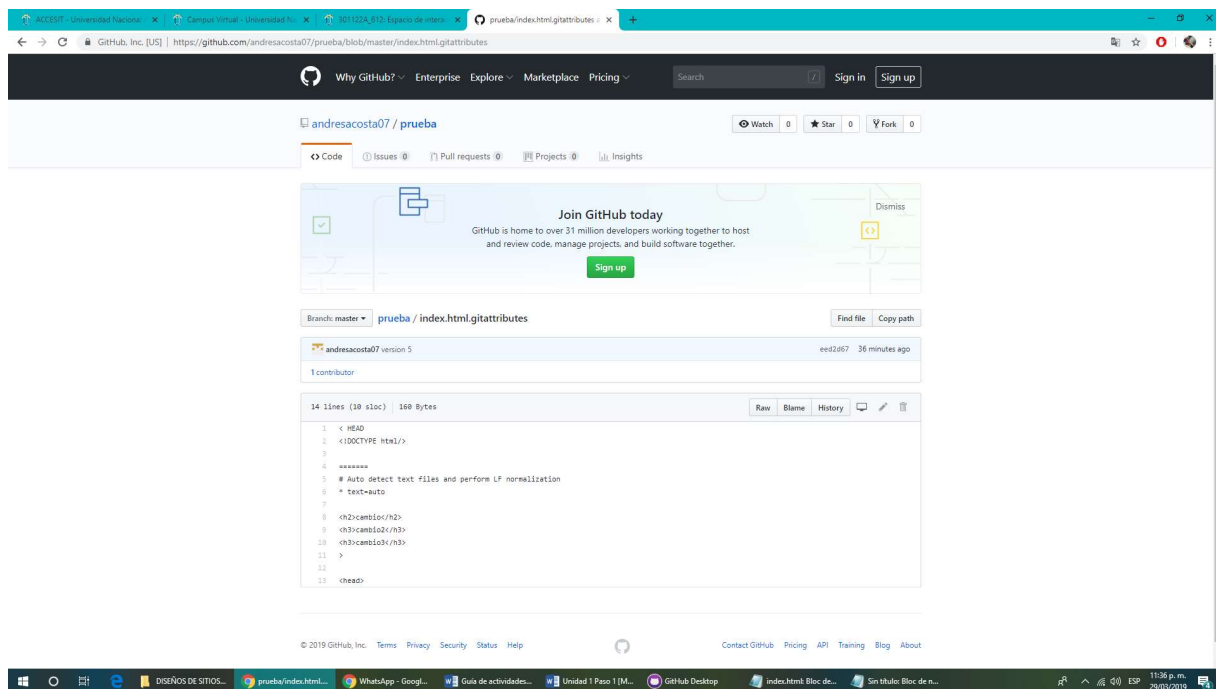 ACCESIT - Universidad Nacional
Campus Virtual - Universidad Na
301122A_612: Espacio de intera
prueba/index.html.gitattributes a
GitHub, Inc. [US] | https://github.com/andresacosta07/prueba/blob/master/index.html.gitattributes
Why GitHub? Enterprise Explore Marketplace Pricing Search / Sign in Sign up
andresacosta07 / prueba
Watch 0 Star 0 Fork 0
Code Issues 0 Pull requests 0 Projects 0 Insights
Dismiss
Join GitHub today
GitHub is home to over 31 million developers working together to host
and review code, manage projects, and build software together.
Sign up
Branch: master prueba / index.html.gitattributes Find file Copy path
andresacosta07 version 5 eed2d67 36 minutes ago
1 contributor
14 lines (10 sloc) | 160 Bytes Raw Blame History
1 < HEAD
2 <!DOCTYPE html/>
3
4 =======
5 # Auto detect text files and perform LF normalization
6 * text=auto
7
8 <h2>cambio</h2>
9 <h3>cambio2</h3>
10 <h3>cambio3</h3>
11 >
12
13 <head>
© 2019 GitHub, Inc. Terms Privacy Security Status Help Contact GitHub Pricing API Training Blog About
DISEÑOS DE SITIOS... prueba/index.html.... WhatsApp - Googl... Guía de actividades... Unidad 1 Paso 1 [M... GitHub Desktop index.html: Bloc de... Sin título: Bloc de n... ESP 11:36 p. m.
29/03/2019